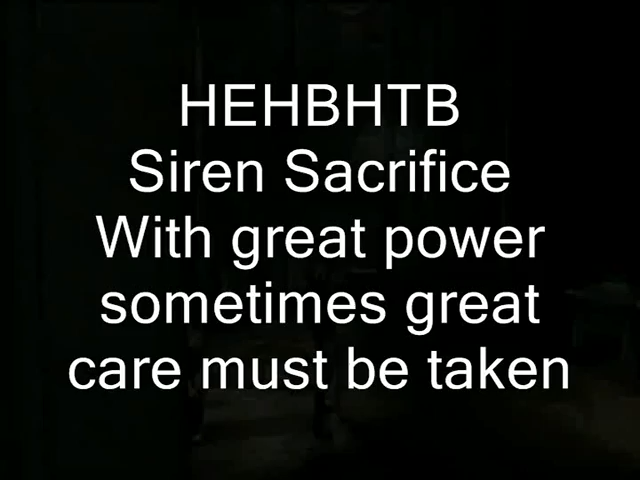 HEHBHTB
Siren Sacrifice
With great power
sometimes great
care must be taken